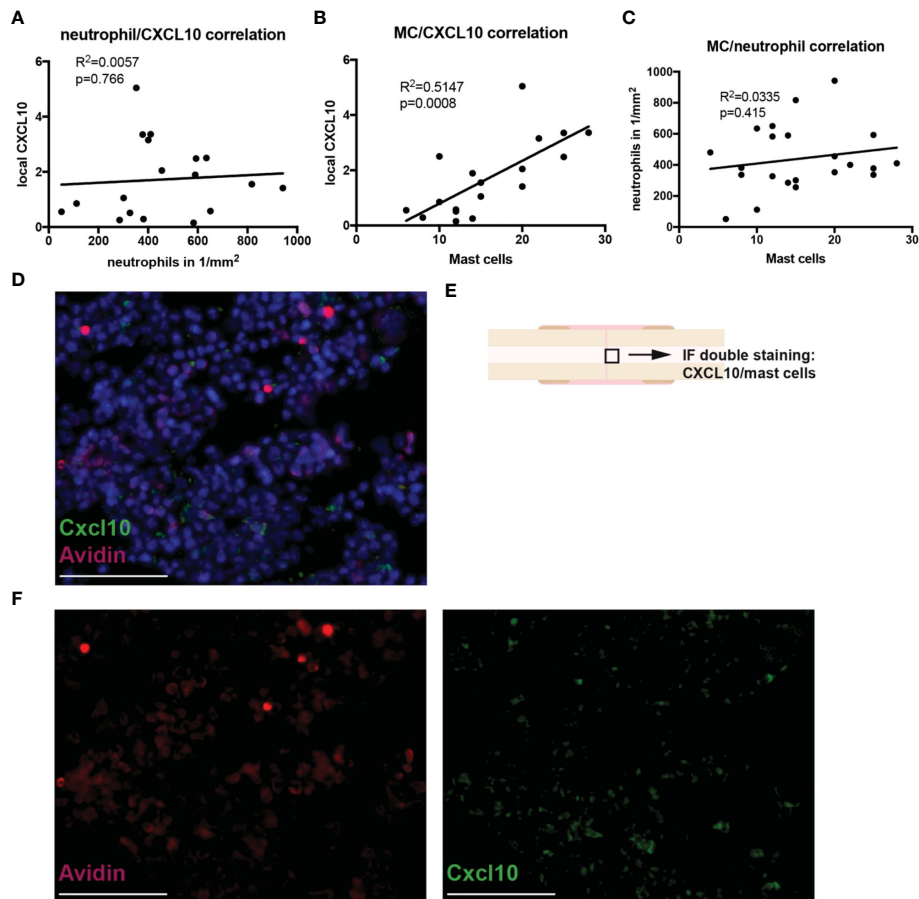 A
neutrophil/CXCL10 correlation
R²=0.0057
p=0.766
local CXCL10
6
4
2
0
0 200 400 600 800 1000
neutrophils in 1/mm²
B
MC/CXCL10 correlation
R²=0.5147
p=0.0008
local CXCL10
6
4
2
0
0 10 20 30
Mast cells
C
MC/neutrophil correlation
R²=0.0335
p=0.415
neutrophils in 1/mm²
1000
800
600
400
200
0
0 10 20 30
Mast cells
D
Cxcl10
Avidin
E
IF double staining:
CXCL10/mast cells
F
Avidin
Cxcl10